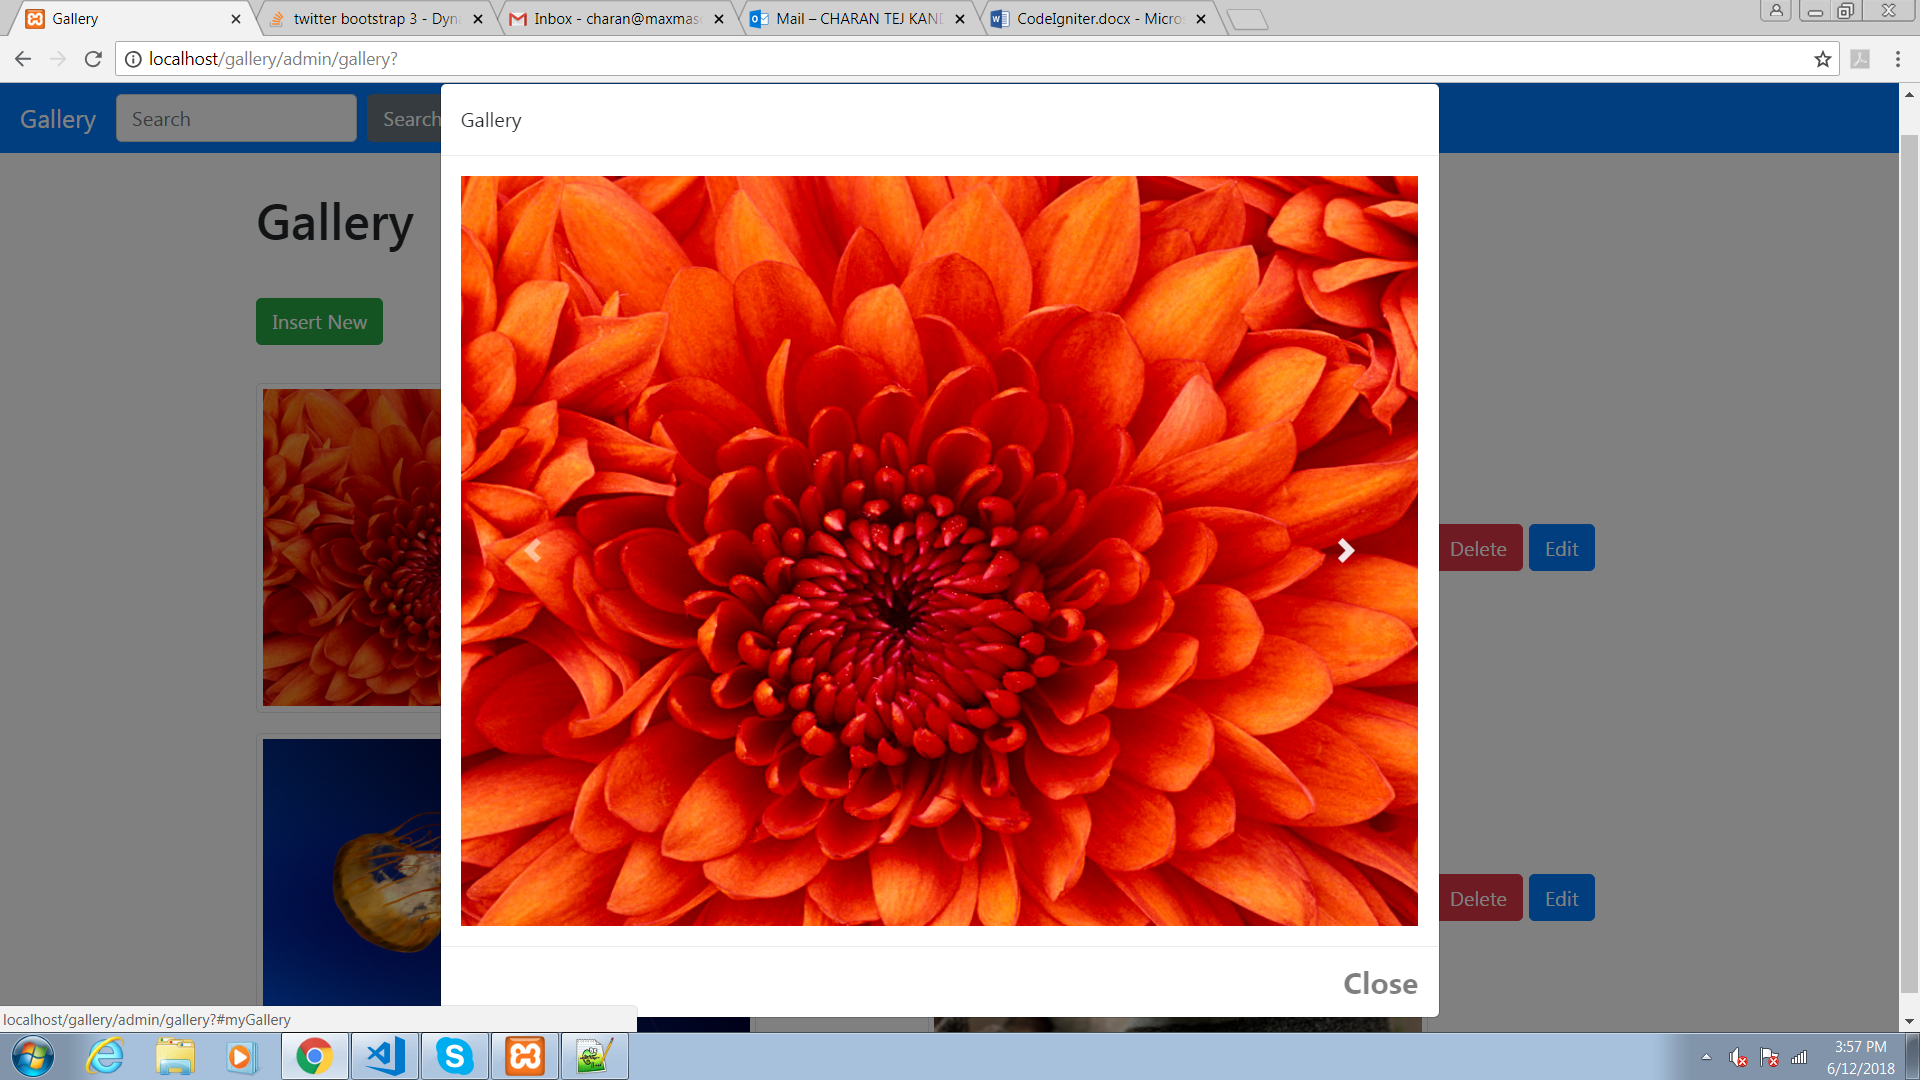 Gallery
twitter bootstrap 3 - Dyn
Inbox - charan@maxmas
Mail – CHARAN TEJ KAN
CodeIgniter.docx - Micro
localhost/gallery/admin/gallery?
Gallery
Search
Search
Gallery
Gallery
Insert New
Delete
Edit
Delete
Edit
Close
localhost/gallery/admin/gallery?#myGallery
3:57 PM
6/12/2018